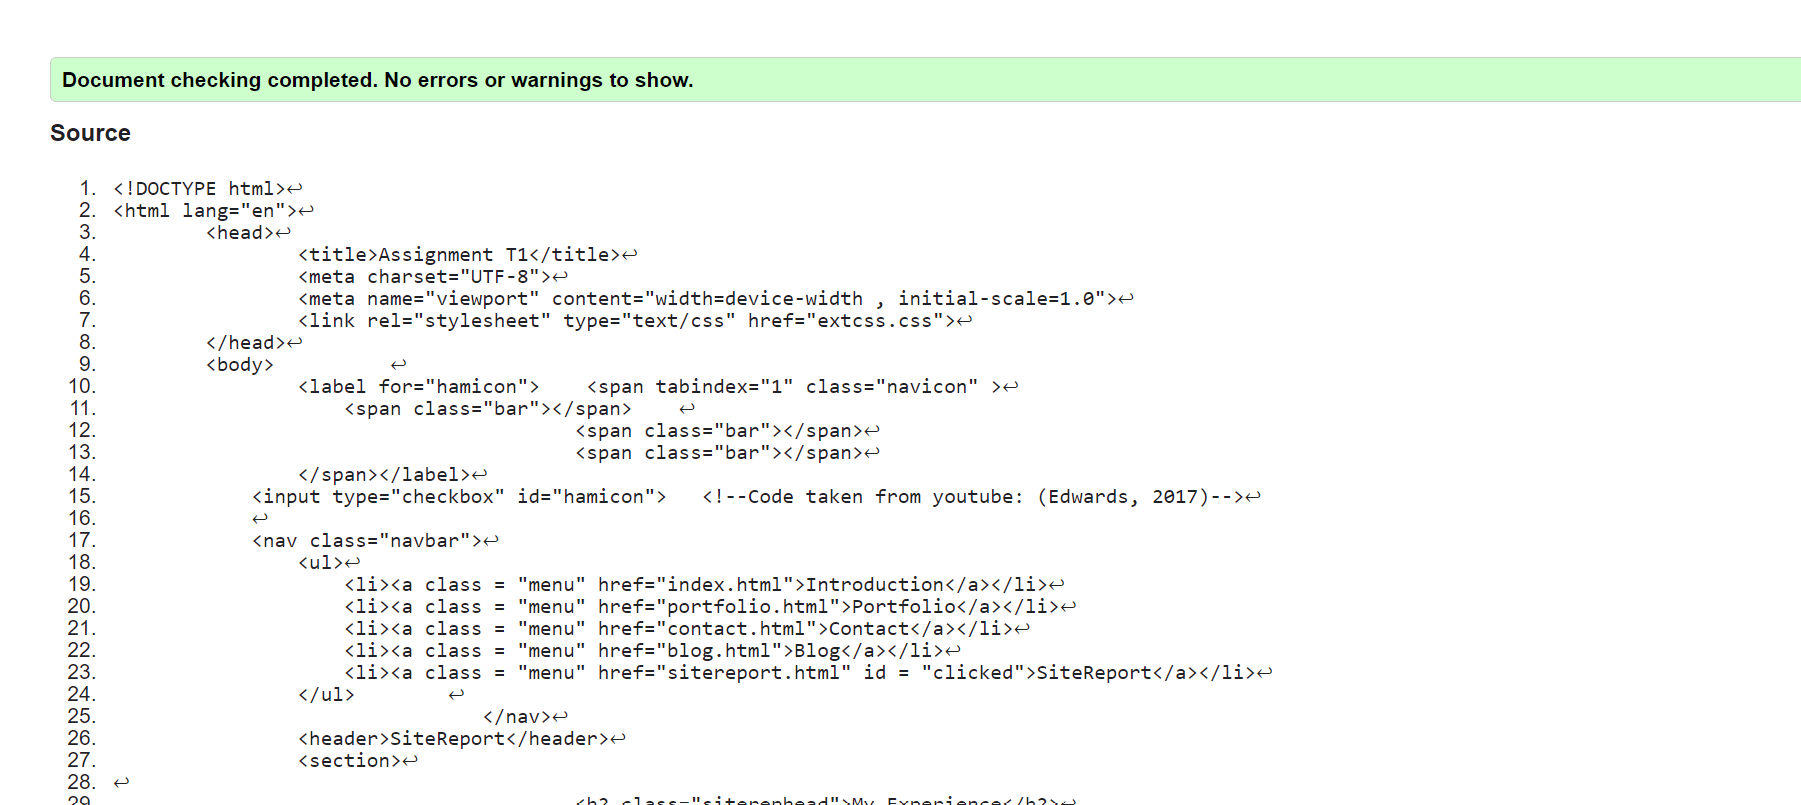 Document checking completed. No errors or warnings to show.
Source
1. <!DOCTYPE html>↩
2. <html lang="en">↩
3. <head>↩
4. <title>Assignment T1</title>↩
5. <meta charset="UTF-8">↩
6. <meta name="viewport" content="width=device-width , initial-scale=1.0">↩
7. <link rel="stylesheet" type="text/css" href="extcss.css">↩
8. </head>↩
9. <body> ↩
10. <label for="hamicon"> <span tabindex="1" class="navicon" >↩
11. <span class="bar"></span> ↩
12. <span class="bar"></span>↩
13. <span class="bar"></span>↩
14. </span></label>↩
15. <input type="checkbox" id="hamicon"> <!--Code taken from youtube: (Edwards, 2017)-->↩
16. ↩
17. <nav class="navbar">↩
18. <ul>↩
19. <li><a class = "menu" href="index.html">Introduction</a></li>↩
20. <li><a class = "menu" href="portfolio.html">Portfolio</a></li>↩
21. <li><a class = "menu" href="contact.html">Contact</a></li>↩
22. <li><a class = "menu" href="blog.html">Blog</a></li>↩
23. <li><a class = "menu" href="sitereport.html" id = "clicked">SiteReport</a></li>↩
24. </ul> ↩
25. </nav>↩
26. <header>SiteReport</header>↩
27. <section>↩
28. ↩
29. <h2 class="siterephead">My Experience</h2>↩